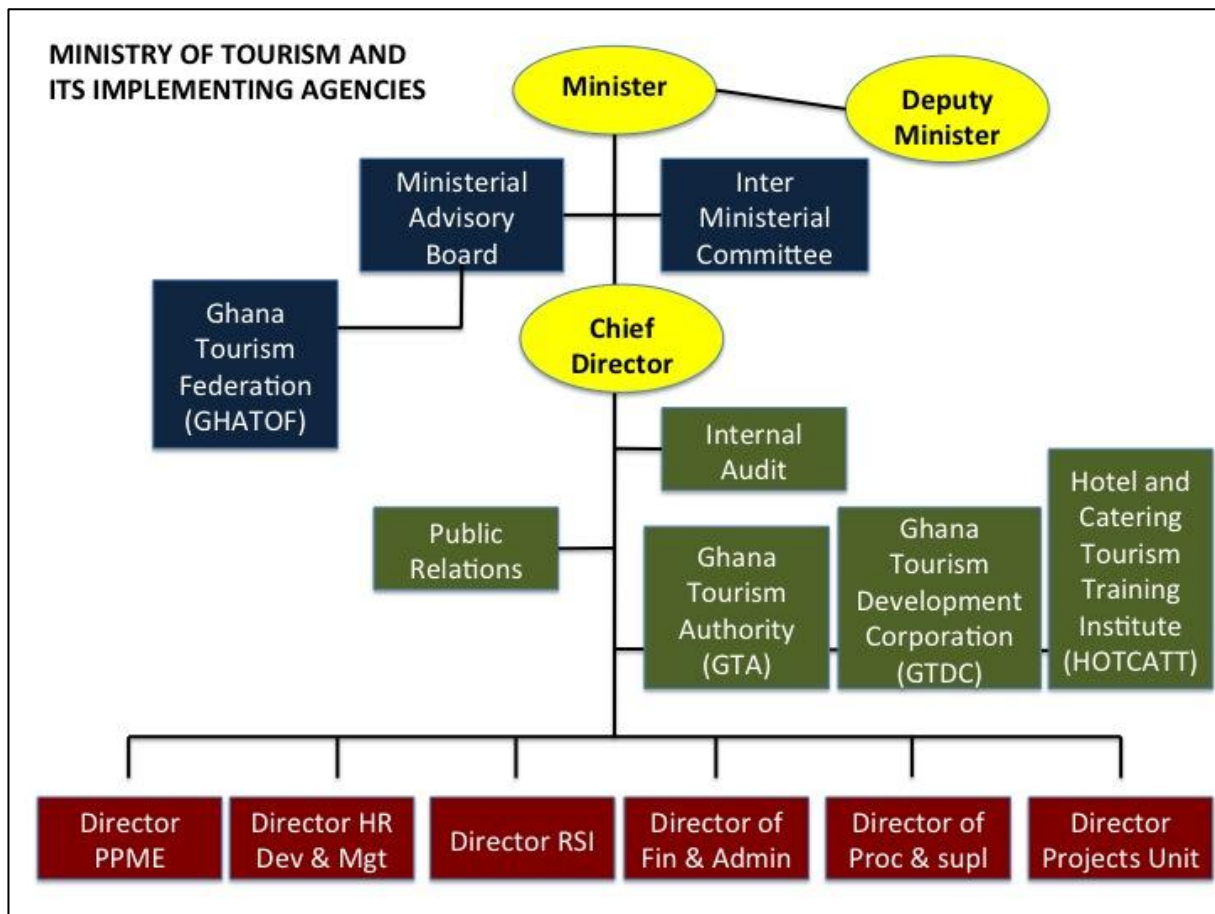 MINISTRY OF TOURISM AND
ITS IMPLEMENTING AGENCIES
Minister
Deputy
Minister
Ministerial
Advisory
Board
Inter
Ministerial
Committee
Ghana
Tourism
Federation
(GHATOF)
Chief
Director
Internal
Audit
Public
Relations
Ghana
Tourism
Authority
(GTA)
Ghana
Tourism
Development
Corporation
(GTDC)
Hotel and
Catering
Tourism
Training
Institute
(HOTCATT)
Director
PPME
Director HR
Dev & Mgt
Director RSI
Director of
Fin & Admin
Director of
Proc & supl
Director
Projects Unit